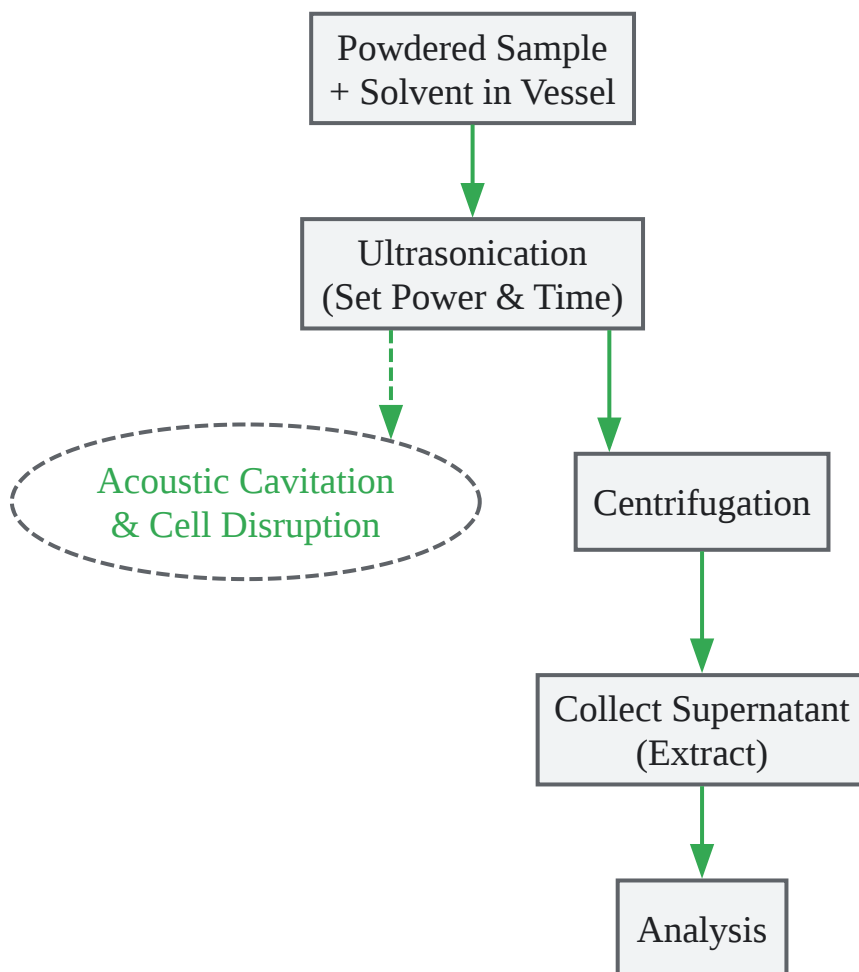 Powdered Sample
+ Solvent in Vessel
Ultrasonication
(Set Power & Time)
Acoustic Cavitation
& Cell Disruption
Centrifugation
Collect Supernatant
(Extract)
Analysis